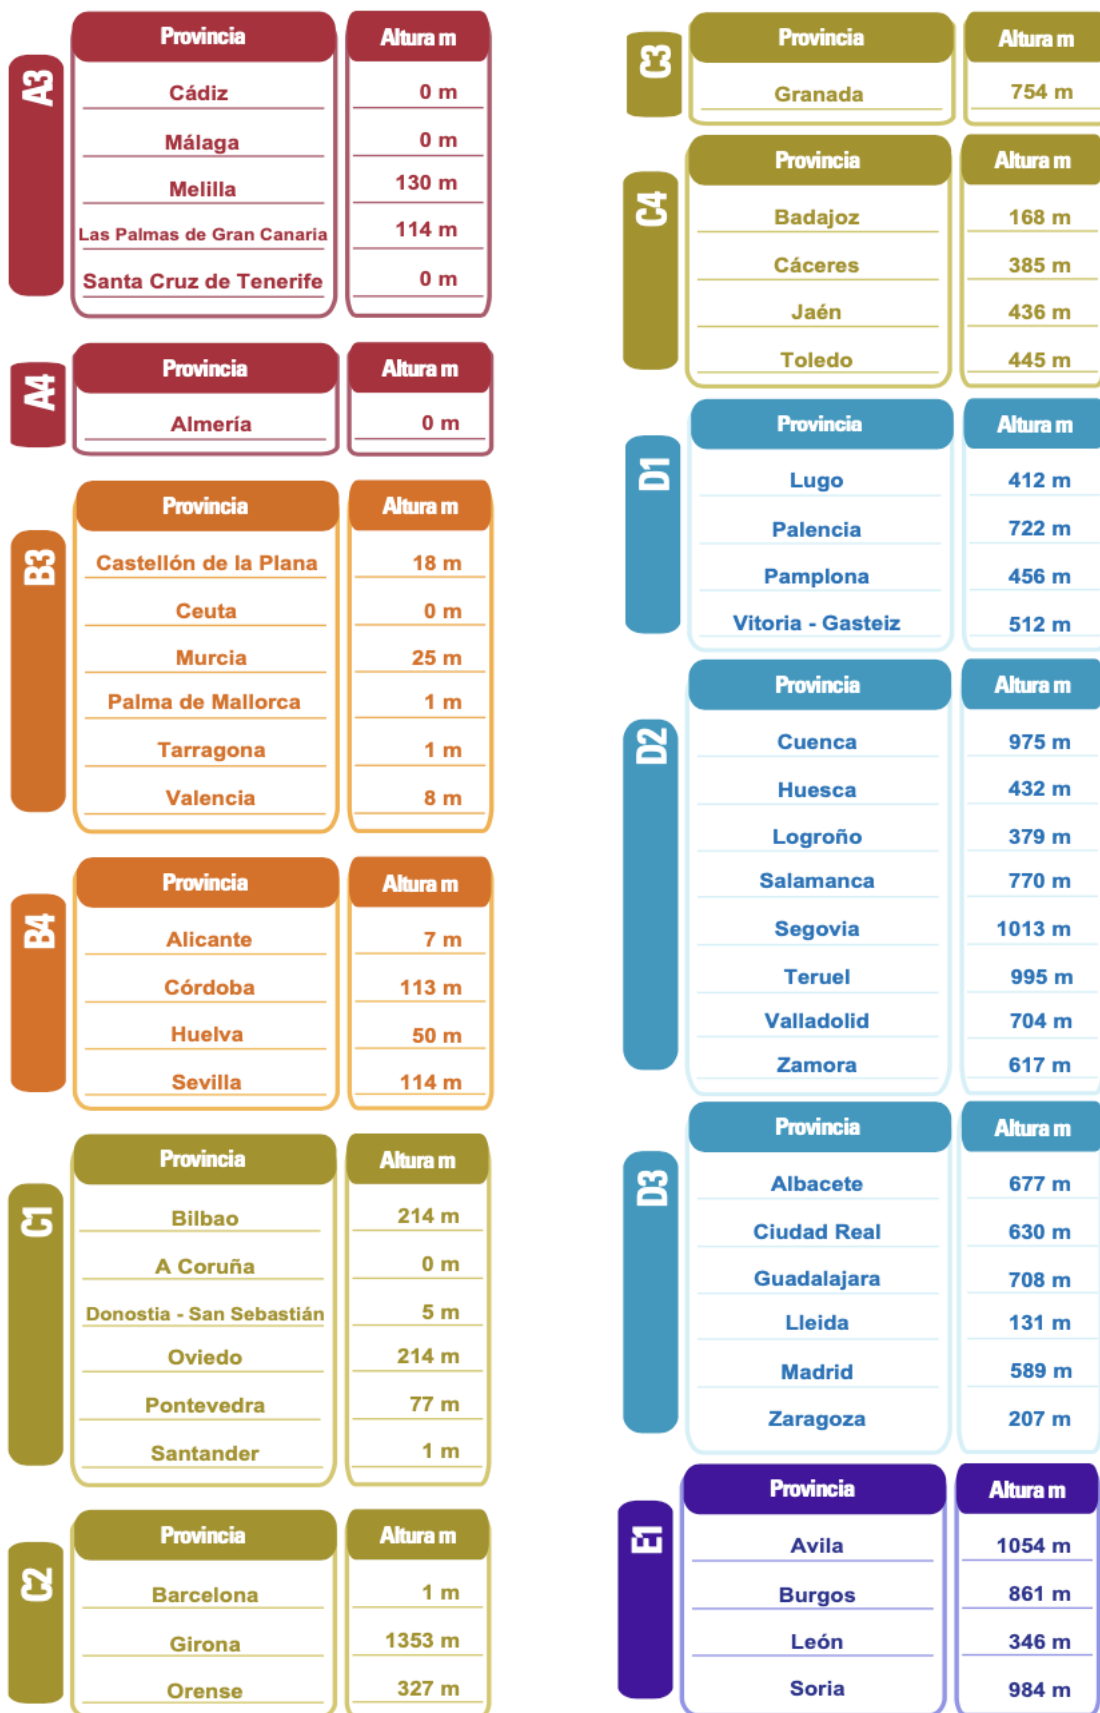 A3
Provincia Altura m
Cádiz 0 m
Málaga 0 m
Melilla 130 m
Las Palmas de Gran Canaria 114 m
Santa Cruz de Tenerife 0 m
A4
Provincia Altura m
Almería 0 m
B3
Provincia Altura m
Castellón de la Plana 18 m
Ceuta 0 m
Murcia 25 m
Palma de Mallorca 1 m
Tarragona 1 m
Valencia 8 m
B4
Provincia Altura m
Alicante 7 m
Córdoba 113 m
Huelva 50 m
Sevilla 114 m
C1
Provincia Altura m
Bilbao 214 m
A Coruña 0 m
Donostia - San Sebastián 5 m
Oviedo 214 m
Pontevedra 77 m
Santander 1 m
C2
Provincia Altura m
Barcelona 1 m
Girona 1353 m
Orense 327 m
C3
Provincia Altura m
Granada 754 m
C4
Provincia Altura m
Badajoz 168 m
Cáceres 385 m
Jaén 436 m
Toledo 445 m
D1
Provincia Altura m
Lugo 412 m
Palencia 722 m
Pamplona 456 m
Vitoria - Gasteiz 512 m
D2
Provincia Altura m
Cuenca 975 m
Huesca 432 m
Logroño 379 m
Salamanca 770 m
Segovia 1013 m
Teruel 995 m
Valladolid 704 m
Zamora 617 m
D3
Provincia Altura m
Albacete 677 m
Ciudad Real 630 m
Guadalajara 708 m
Lleida 131 m
Madrid 589 m
Zaragoza 207 m
E1
Provincia Altura m
Avila 1054 m
Burgos 861 m
León 346 m
Soria 984 m